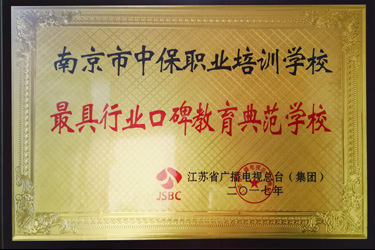 南京市中保职业培训学校
最具行业口碑教育典范学校
JSBC
江苏省广播电视总台（集团）
二〇一七年